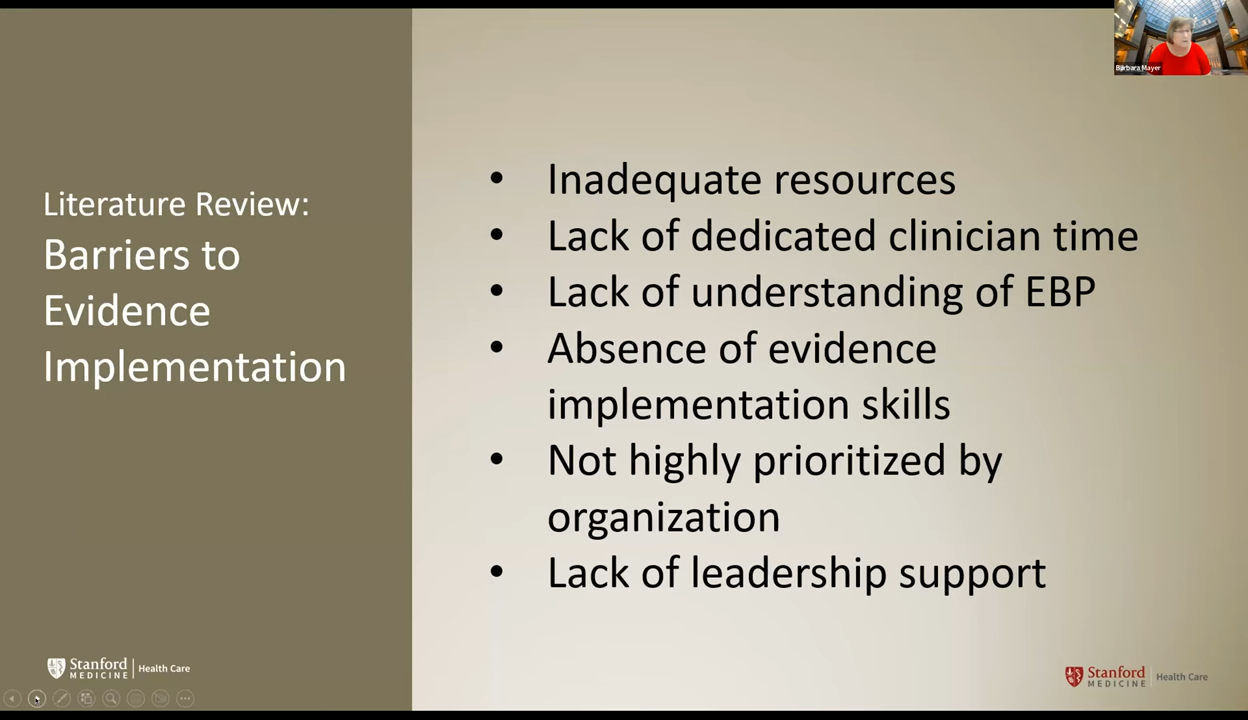 Literature Review:
Barriers to
Evidence
Implementation
• Inadequate resources
• Lack of dedicated clinician time
• Lack of understanding of EBP
• Absence of evidence
implementation skills
• Not highly prioritized by
organization
• Lack of leadership support
Barbara Mayer
Stanford
MEDICINE
Health Care
Stanford
MEDICINE
Health Care